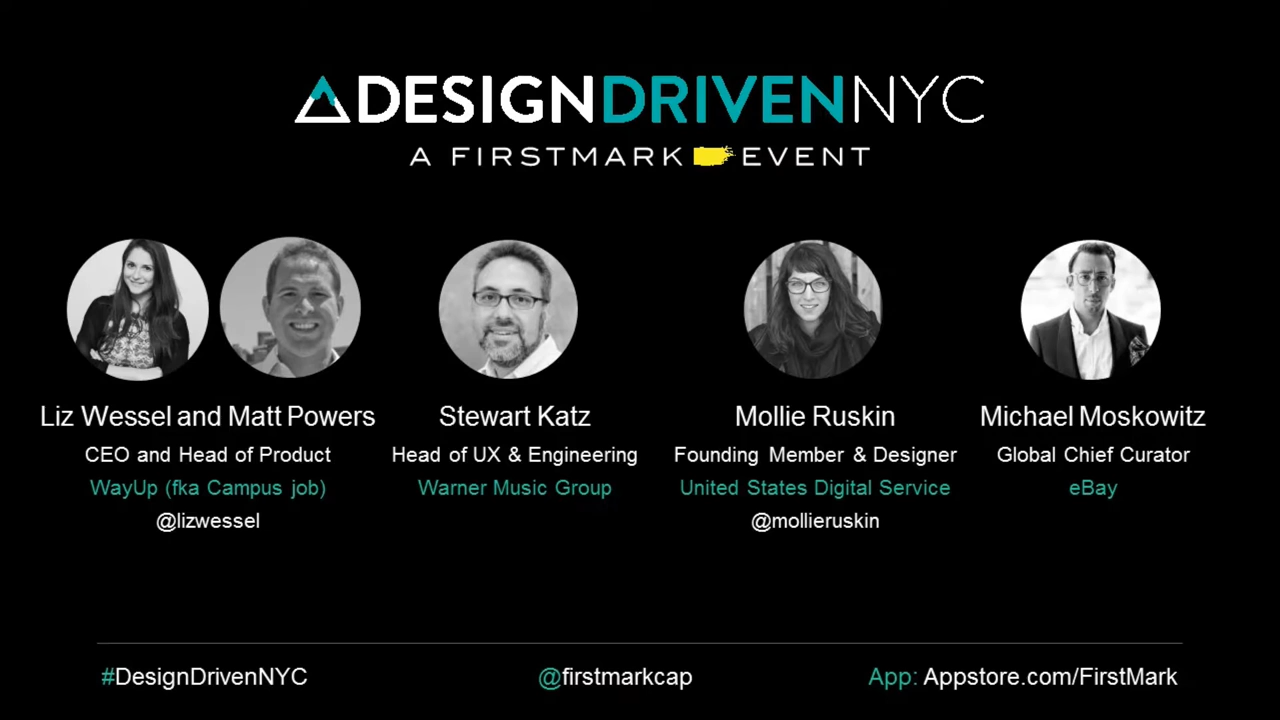 DESIGNDRIVENNYC
A FIRSTMARK EVENT
Liz Wessel and Matt Powers
CEO and Head of Product
WayUp (fka Campus job)
@lizwessel
Stewart Katz
Head of UX & Engineering
Warner Music Group
Mollie Ruskin
Founding Member & Designer
United States Digital Service
@mollieruskin
Michael Moskowitz
Global Chief Curator
eBay
#DesignDrivenNYC
@firstmarkcap
App: Appstore.com/FirstMark